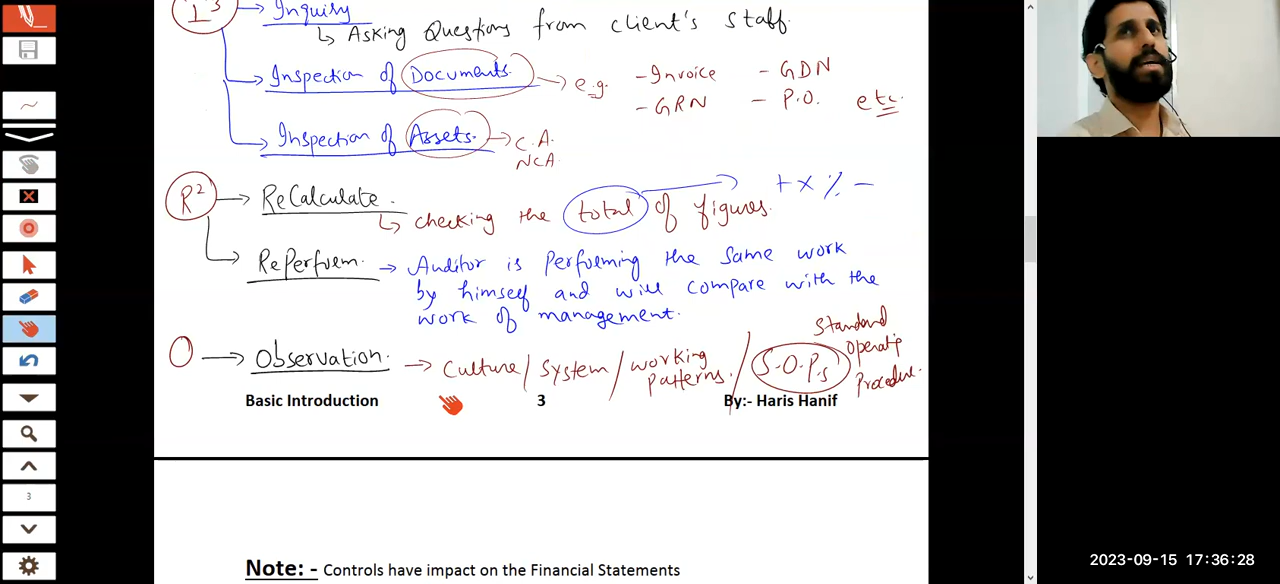 I3 → Inquiry
↳ Asking Questions from client's staff
→ Inspection of Documents → e.g. - Invoice - GDN
- GRN - P.O. etc.
→ Inspection of Assets. → C.A.
NCA.
R² → ReCalculate. + × % −
↳ checking the total of figures.
→ RePerform. → Auditor is performing the same work
by himself and will compare with the
work of management.
O → Observation. → Culture / System / working patterns. / S.O.Ps Standard Operatig Procedure.
Basic Introduction 3 By:- Haris Hanif
Note: - Controls have impact on the Financial Statements
3
2023-09-15 17:36:28